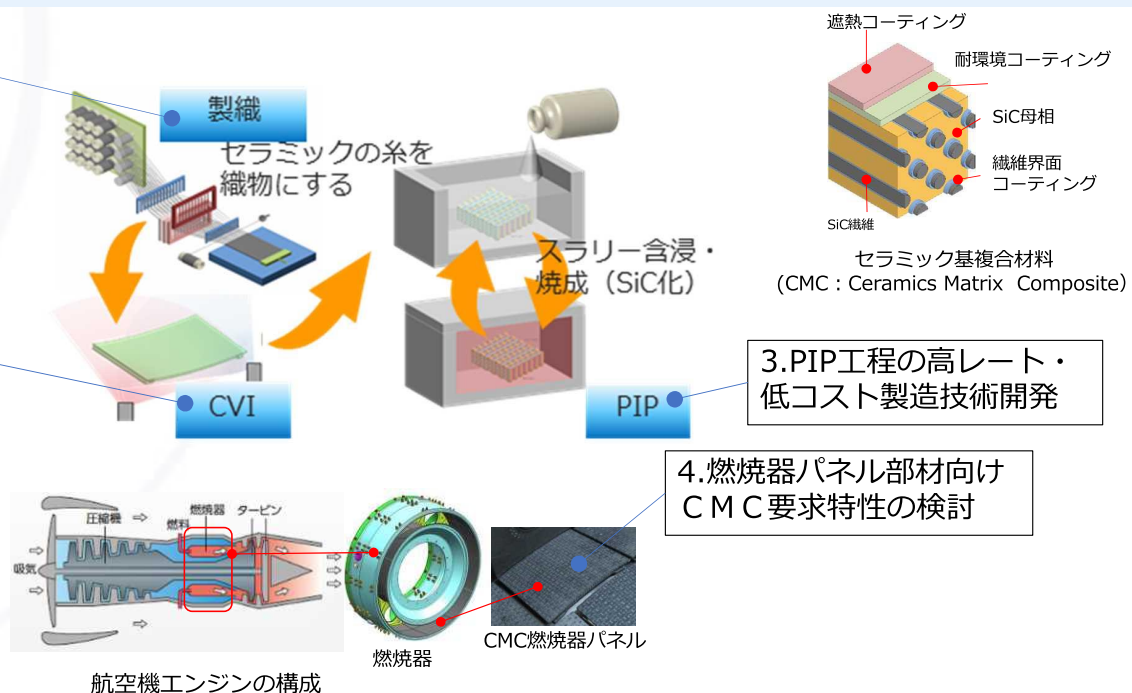 製織
セラミックの糸を
織物にする
CVI
スラリー含浸・
焼成（SiC化）
PIP
遮熱コーティング
耐環境コーティング
SiC母相
繊維界面
コーティング
SiC繊維
セラミック基複合材料
(CMC：Ceramics Matrix Composite)
3.PIP工程の高レート・
低コスト製造技術開発
4.燃焼器パネル部材向け
ＣＭＣ要求特性の検討
圧縮機
燃料
燃焼器
タービン
吸気
航空機エンジンの構成
燃焼器
CMC燃焼器パネル